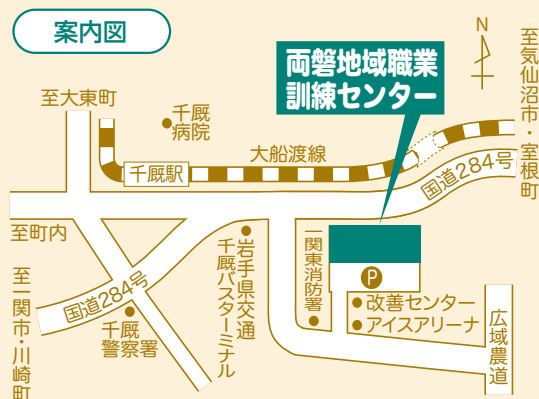 案内図
両磐地域職業
訓練センター
N
至気仙沼市・室根町
至大東町
千厩
病院
大船渡線
千厩駅
国道284号
至町内
至一関市・川崎町
国道284号
千厩
警察署
岩手県交通
千厩バスターミナル
一関東消防署
P
改善センター
アイスアリーナ
広域農道